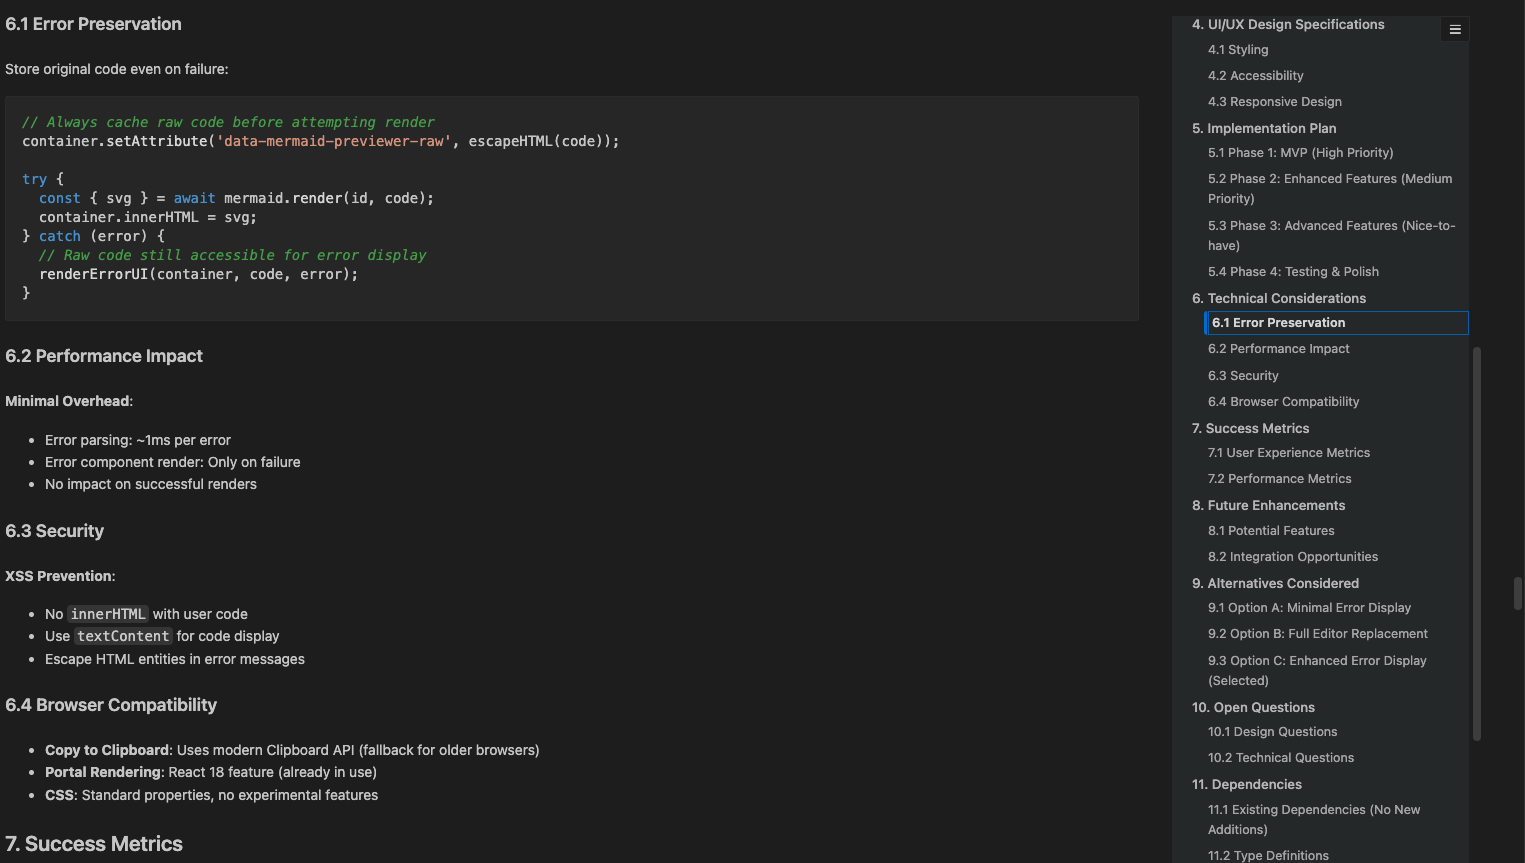 6.1 Error Preservation
Store original code even on failure:
// Always cache raw code before attempting render
container.setAttribute('data-mermaid-previewer-raw', escapeHTML(code));
try {
const { svg } = await mermaid.render(id, code);
container.innerHTML = svg;
} catch (error) {
// Raw code still accessible for error display
renderErrorUI(container, code, error);
}
6.2 Performance Impact
Minimal Overhead:
• Error parsing: ~1ms per error
• Error component render: Only on failure
• No impact on successful renders
6.3 Security
XSS Prevention:
• No innerHTML with user code
• Use textContent for code display
• Escape HTML entities in error messages
6.4 Browser Compatibility
• Copy to Clipboard: Uses modern Clipboard API (fallback for older browsers)
• Portal Rendering: React 18 feature (already in use)
• CSS: Standard properties, no experimental features
7. Success Metrics
4. UI/UX Design Specifications
4.1 Styling
4.2 Accessibility
4.3 Responsive Design
5. Implementation Plan
5.1 Phase 1: MVP (High Priority)
5.2 Phase 2: Enhanced Features (Medium
Priority)
5.3 Phase 3: Advanced Features (Nice-to-
have)
5.4 Phase 4: Testing & Polish
6. Technical Considerations
6.1 Error Preservation
6.2 Performance Impact
6.3 Security
6.4 Browser Compatibility
7. Success Metrics
7.1 User Experience Metrics
7.2 Performance Metrics
8. Future Enhancements
8.1 Potential Features
8.2 Integration Opportunities
9. Alternatives Considered
9.1 Option A: Minimal Error Display
9.2 Option B: Full Editor Replacement
9.3 Option C: Enhanced Error Display
(Selected)
10. Open Questions
10.1 Design Questions
10.2 Technical Questions
11. Dependencies
11.1 Existing Dependencies (No New
Additions)
11.2 Type Definitions